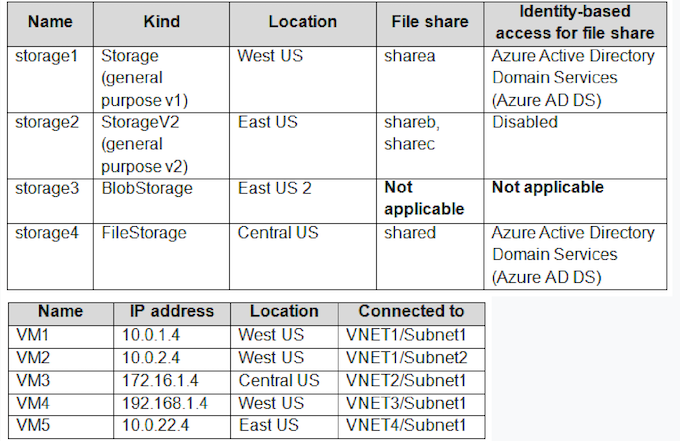 Name Kind Location File share Identity-based access for file share
storage1 Storage (general purpose v1) West US sharea Azure Active Directory Domain Services (Azure AD DS)
storage2 StorageV2 (general purpose v2) East US shareb, sharec Disabled
storage3 BlobStorage East US 2 Not applicable Not applicable
storage4 FileStorage Central US shared Azure Active Directory Domain Services (Azure AD DS)
Name IP address Location Connected to
VM1 10.0.1.4 West US VNET1/Subnet1
VM2 10.0.2.4 West US VNET1/Subnet2
VM3 172.16.1.4 Central US VNET2/Subnet1
VM4 192.168.1.4 West US VNET3/Subnet1
VM5 10.0.22.4 East US VNET4/Subnet1